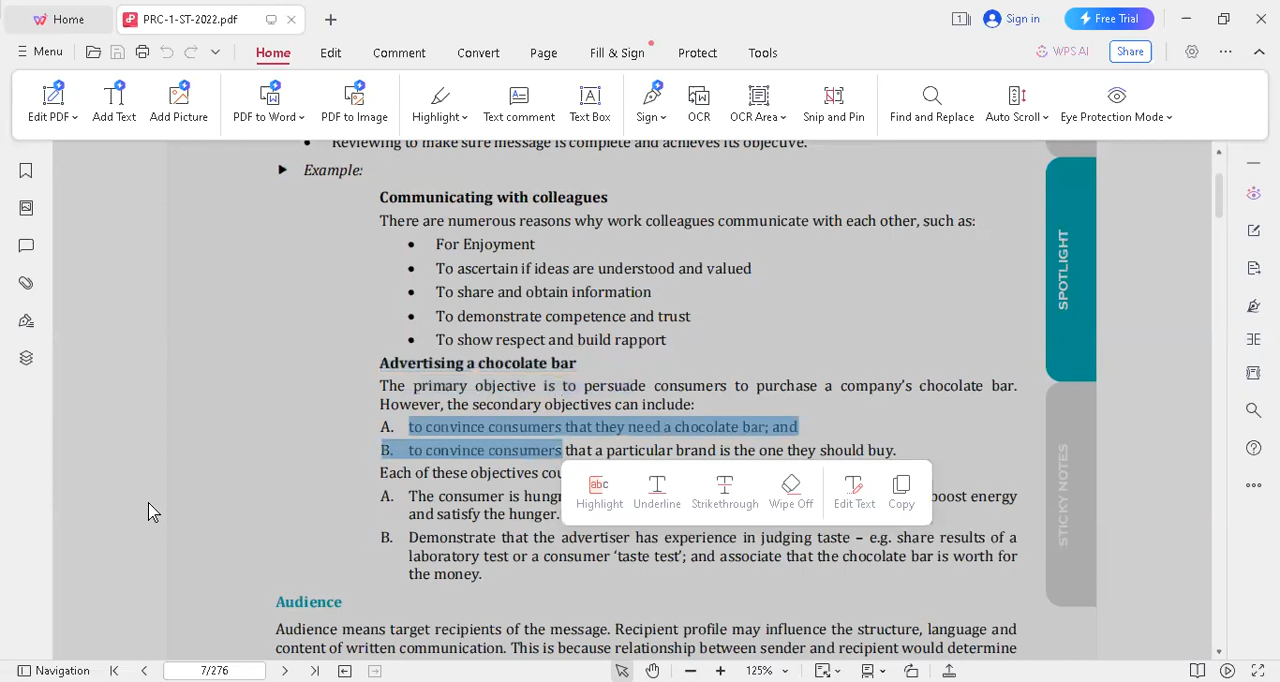 Home
PRC-1-ST-2022.pdf
Sign in
Free Trial
Menu
Home
Edit
Comment
Convert
Page
Fill & Sign
Protect
Tools
WPS AI
Share
Edit PDF
Add Text
Add Picture
PDF to Word
PDF to Image
Highlight
Text comment
Text Box
Sign
OCR
OCR Area
Snip and Pin
Find and Replace
Auto Scroll
Eye Protection Mode
• Reviewing to make sure message is complete and achieves its objective.
Example:
Communicating with colleagues
There are numerous reasons why work colleagues communicate with each other, such as:
• For Enjoyment
• To ascertain if ideas are understood and valued
• To share and obtain information
• To demonstrate competence and trust
• To show respect and build rapport
Advertising a chocolate bar
The primary objective is to persuade consumers to purchase a company's chocolate bar.
However, the secondary objectives can include:
A. to convince consumers that they need a chocolate bar; and
B. to convince consumers that a particular brand is the one they should buy.
Each of these objectives
A. The consumer is boost energy
and satisfy the hunger.
B. Demonstrate that the advertiser has experience in judging taste – e.g. share results of a
laboratory test or a consumer 'taste test'; and associate that the chocolate bar is worth for
the money.
Highlight
Underline
Strikethrough
Wipe Off
Edit Text
Copy
Audience
Audience means target recipients of the message. Recipient profile may influence the structure, language and
content of written communication. This is because relationship between sender and recipient would determine
SPOTLIGHT
STICKY NOTES
Navigation
7/276
125%